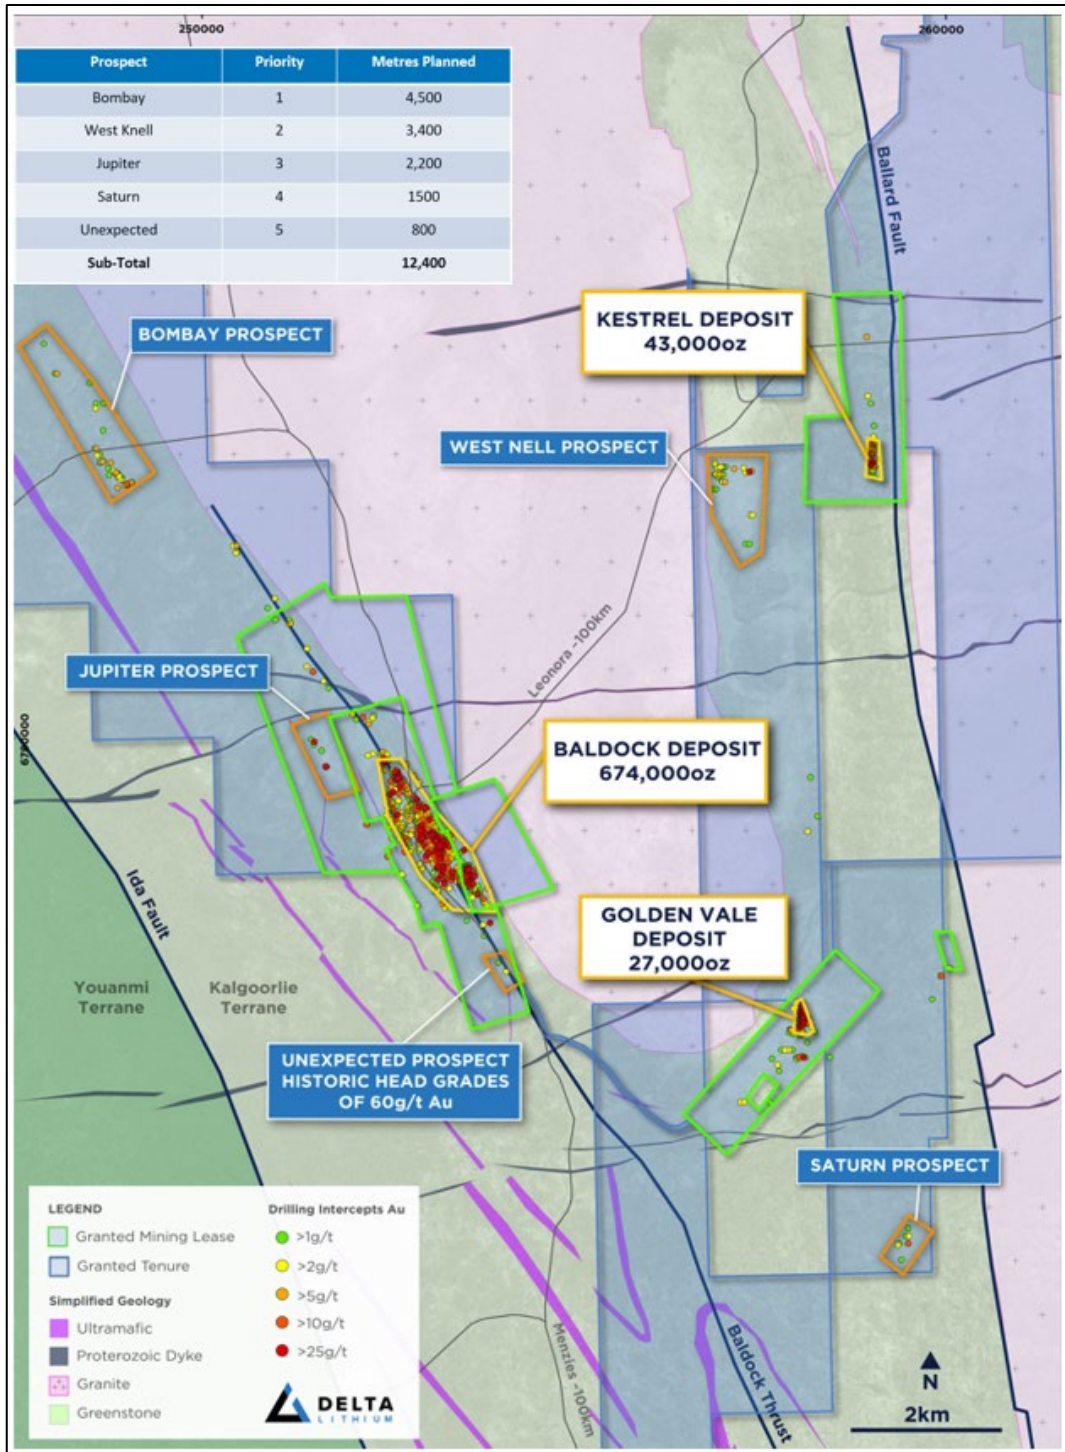 250000
260000
Prospect Priority Metres Planned
Bombay 1 4,500
West Knell 2 3,400
Jupiter 3 2,200
Saturn 4 1500
Unexpected 5 800
Sub-Total 12,400
Ballard Fault
BOMBAY PROSPECT
KESTREL DEPOSIT
43,000oz
WEST NELL PROSPECT
Leonora ~100km
JUPITER PROSPECT
BALDOCK DEPOSIT
674,000oz
Ida Fault
GOLDEN VALE
DEPOSIT
27,000oz
Youanmi
Terrane
Kalgoorlie
Terrane
UNEXPECTED PROSPECT
HISTORIC HEAD GRADES
OF 60g/t Au
SATURN PROSPECT
LEGEND
Granted Mining Lease
Granted Tenure
Simplified Geology
Ultramafic
Proterozoic Dyke
Granite
Greenstone
Drilling Intercepts Au
>1g/t
>2g/t
>5g/t
>10g/t
>25g/t
DELTA
LITHIUM
Menzies ~100km
Baldock Thrust
N
2km